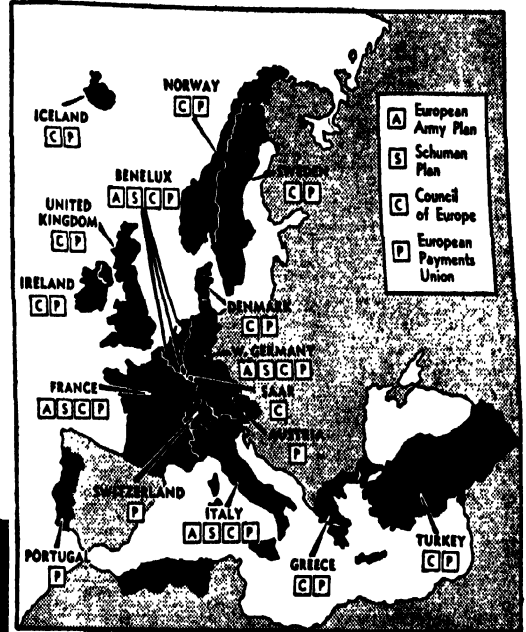 NORWAY
C P
ICELAND
C P
A European
Army Plan
S Schuman
Plan
C Council
of Europe
P European
Payments
Union
BENELUX
A S C P
SWEDEN
C P
UNITED
KINGDOM
C P
IRELAND
C P
DENMARK
C P
W. GERMANY
A S C P
SAAR
C
FRANCE
A S C P
AUSTRIA
P
SWITZERLAND
P
ITALY
A S C P
PORTUGAL
P
GREECE
C P
TURKEY
C P